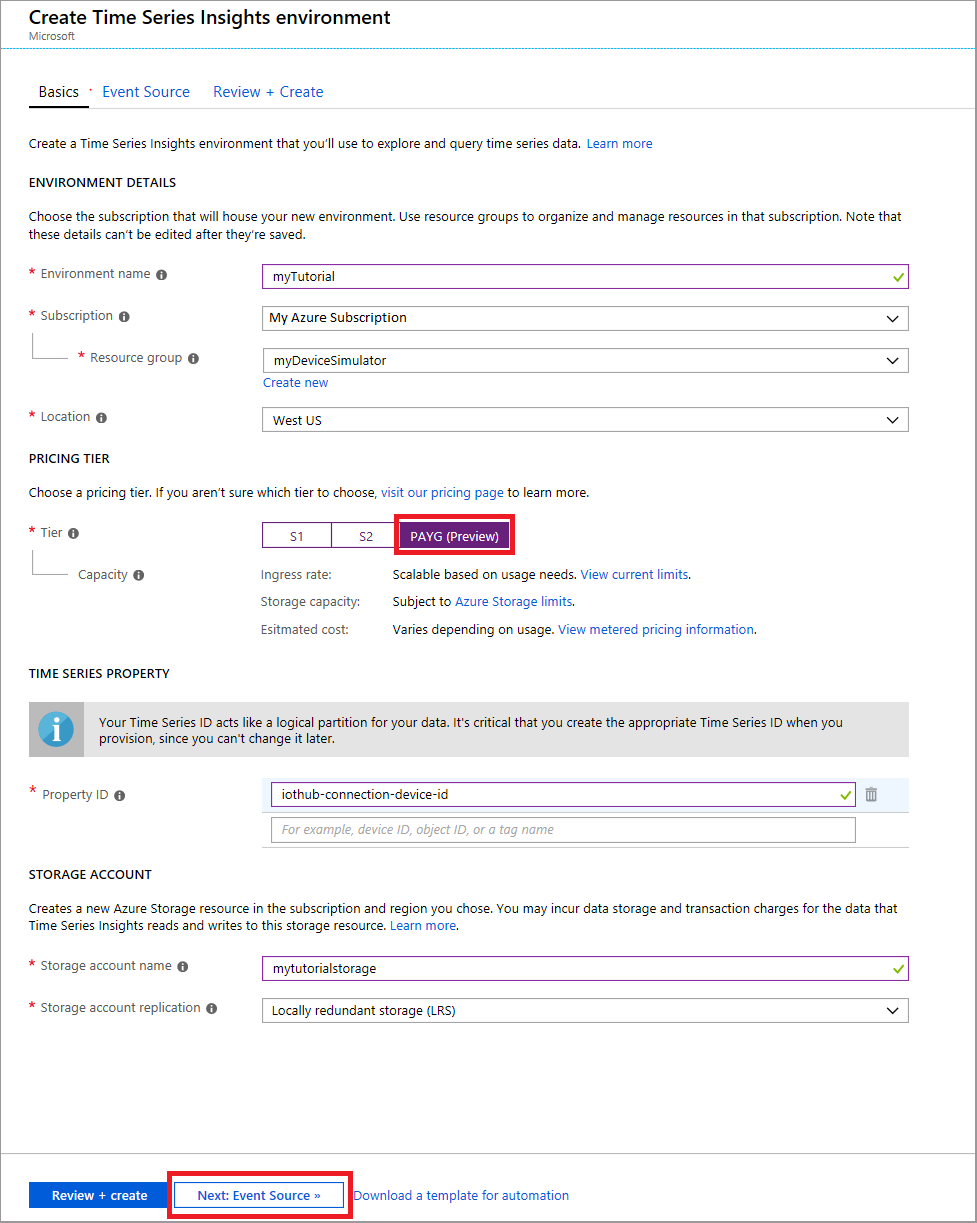 Create Time Series Insights environment
Microsoft
Basics * Event Source Review + Create
Create a Time Series Insights environment that you'll use to explore and query time series data. Learn more
ENVIRONMENT DETAILS
Choose the subscription that will house your new environment. Use resource groups to organize and manage resources in that subscription. Note that
these details can't be edited after they're saved.
* Environment name myTutorial
* Subscription My Azure Subscription
* Resource group myDeviceSimulator
Create new
* Location West US
PRICING TIER
Choose a pricing tier. If you aren't sure which tier to choose, visit our pricing page to learn more.
* Tier S1 S2 PAYG (Preview)
Capacity Ingress rate: Scalable based on usage needs. View current limits.
Storage capacity: Subject to Azure Storage limits.
Esitmated cost: Varies depending on usage. View metered pricing information.
TIME SERIES PROPERTY
Your Time Series ID acts like a logical partition for your data. It's critical that you create the appropriate Time Series ID when you
provision, since you can't change it later.
* Property ID iothub-connection-device-id
For example, device ID, object ID, or a tag name
STORAGE ACCOUNT
Creates a new Azure Storage resource in the subscription and region you chose. You may incur data storage and transaction charges for the data that
Time Series Insights reads and writes to this storage resource. Learn more.
* Storage account name mytutorialstorage
* Storage account replication Locally redundant storage (LRS)
Review + create Next: Event Source » Download a template for automation